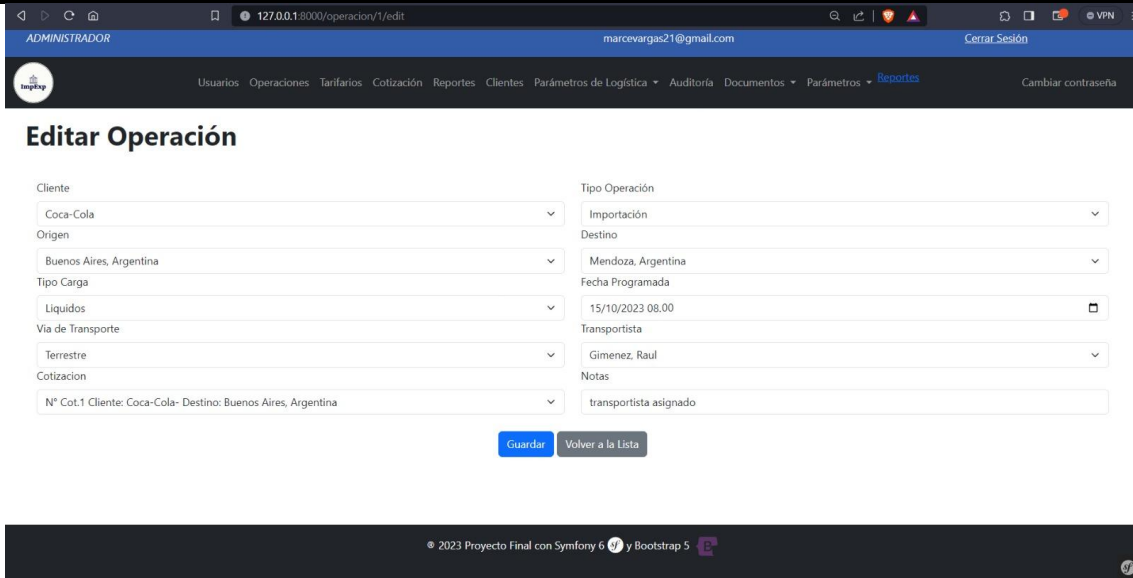 127.0.0.1:8000/operacion/1/edit
VPN
ADMINISTRADOR marcevargas21@gmail.com Cerrar Sesión
ImpExp
Usuarios Operaciones Tarifarios Cotización Reportes Clientes Parámetros de Logística Auditoría Documentos Parámetros Reportes Cambiar contraseña
Editar Operación
Cliente Tipo Operación
Coca-Cola Importación
Origen Destino
Buenos Aires, Argentina Mendoza, Argentina
Tipo Carga Fecha Programada
Liquidos 15/10/2023 08.00
Via de Transporte Transportista
Terrestre Gimenez, Raul
Cotizacion Notas
N° Cot.1 Cliente: Coca-Cola- Destino: Buenos Aires, Argentina transportista asignado
Guardar Volver a la Lista
® 2023 Proyecto Final con Symfony 6 sf y Bootstrap 5 B
sf